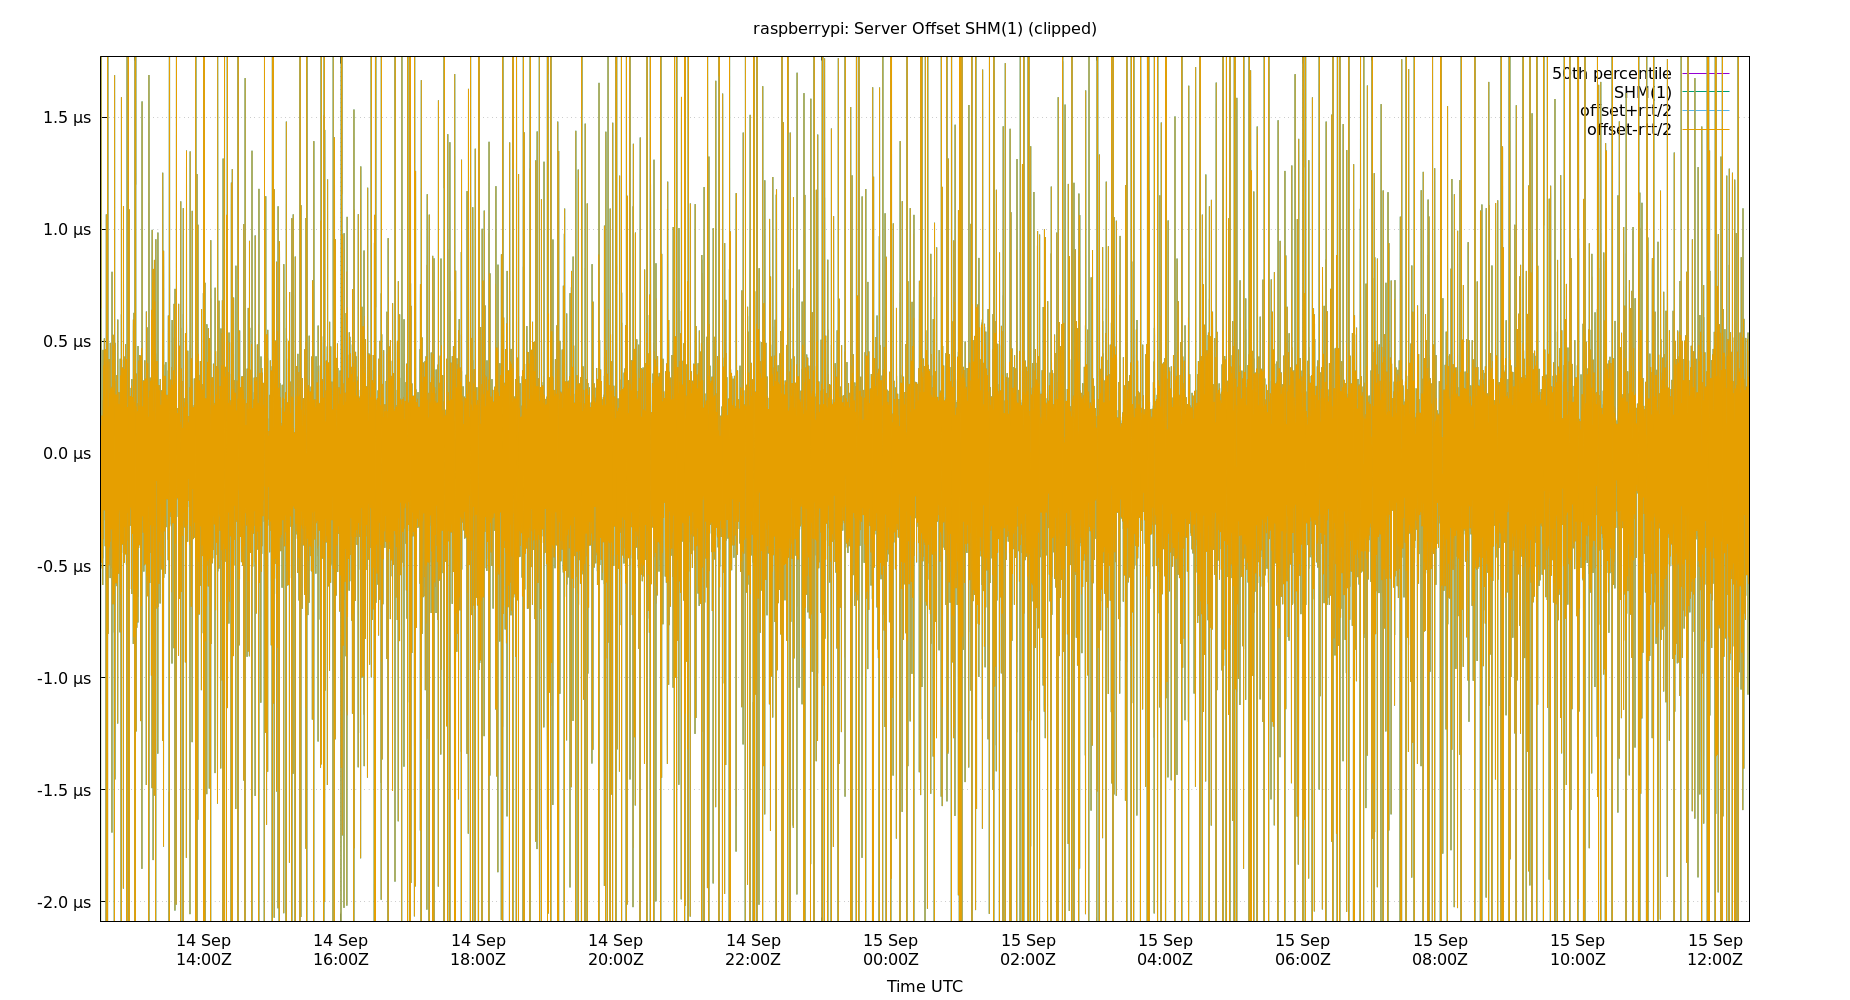 raspberrypi: Server Offset SHM(1) (clipped)
50th percentile
SHM(1)
offset+rtt/2
offset-rtt/2
1.5 µs
1.0 µs
0.5 µs
0.0 µs
-0.5 µs
-1.0 µs
-1.5 µs
-2.0 µs
14 Sep 14 Sep 14 Sep 14 Sep 14 Sep 15 Sep 15 Sep 15 Sep 15 Sep 15 Sep 15 Sep 15 Sep
14:00Z 16:00Z 18:00Z 20:00Z 22:00Z 00:00Z 02:00Z 04:00Z 06:00Z 08:00Z 10:00Z 12:00Z
Time UTC